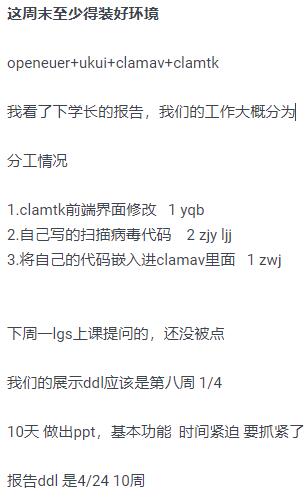 这周末至少得装好环境
openeuer+ukui+clamav+clamtk
我看了下学长的报告，我们的工作大概分为
分工情况
1.clamtk前端界面修改 1 yqb
2.自己写的扫描病毒代码 2 zjy ljj
3.将自己的代码嵌入进clamav里面 1 zwj
下周一lgs上课提问的，还没被点
我们的展示ddl应该是第八周 1/4
10天 做出ppt，基本功能 时间紧迫 要抓紧了
报告ddl 是4/24 10周